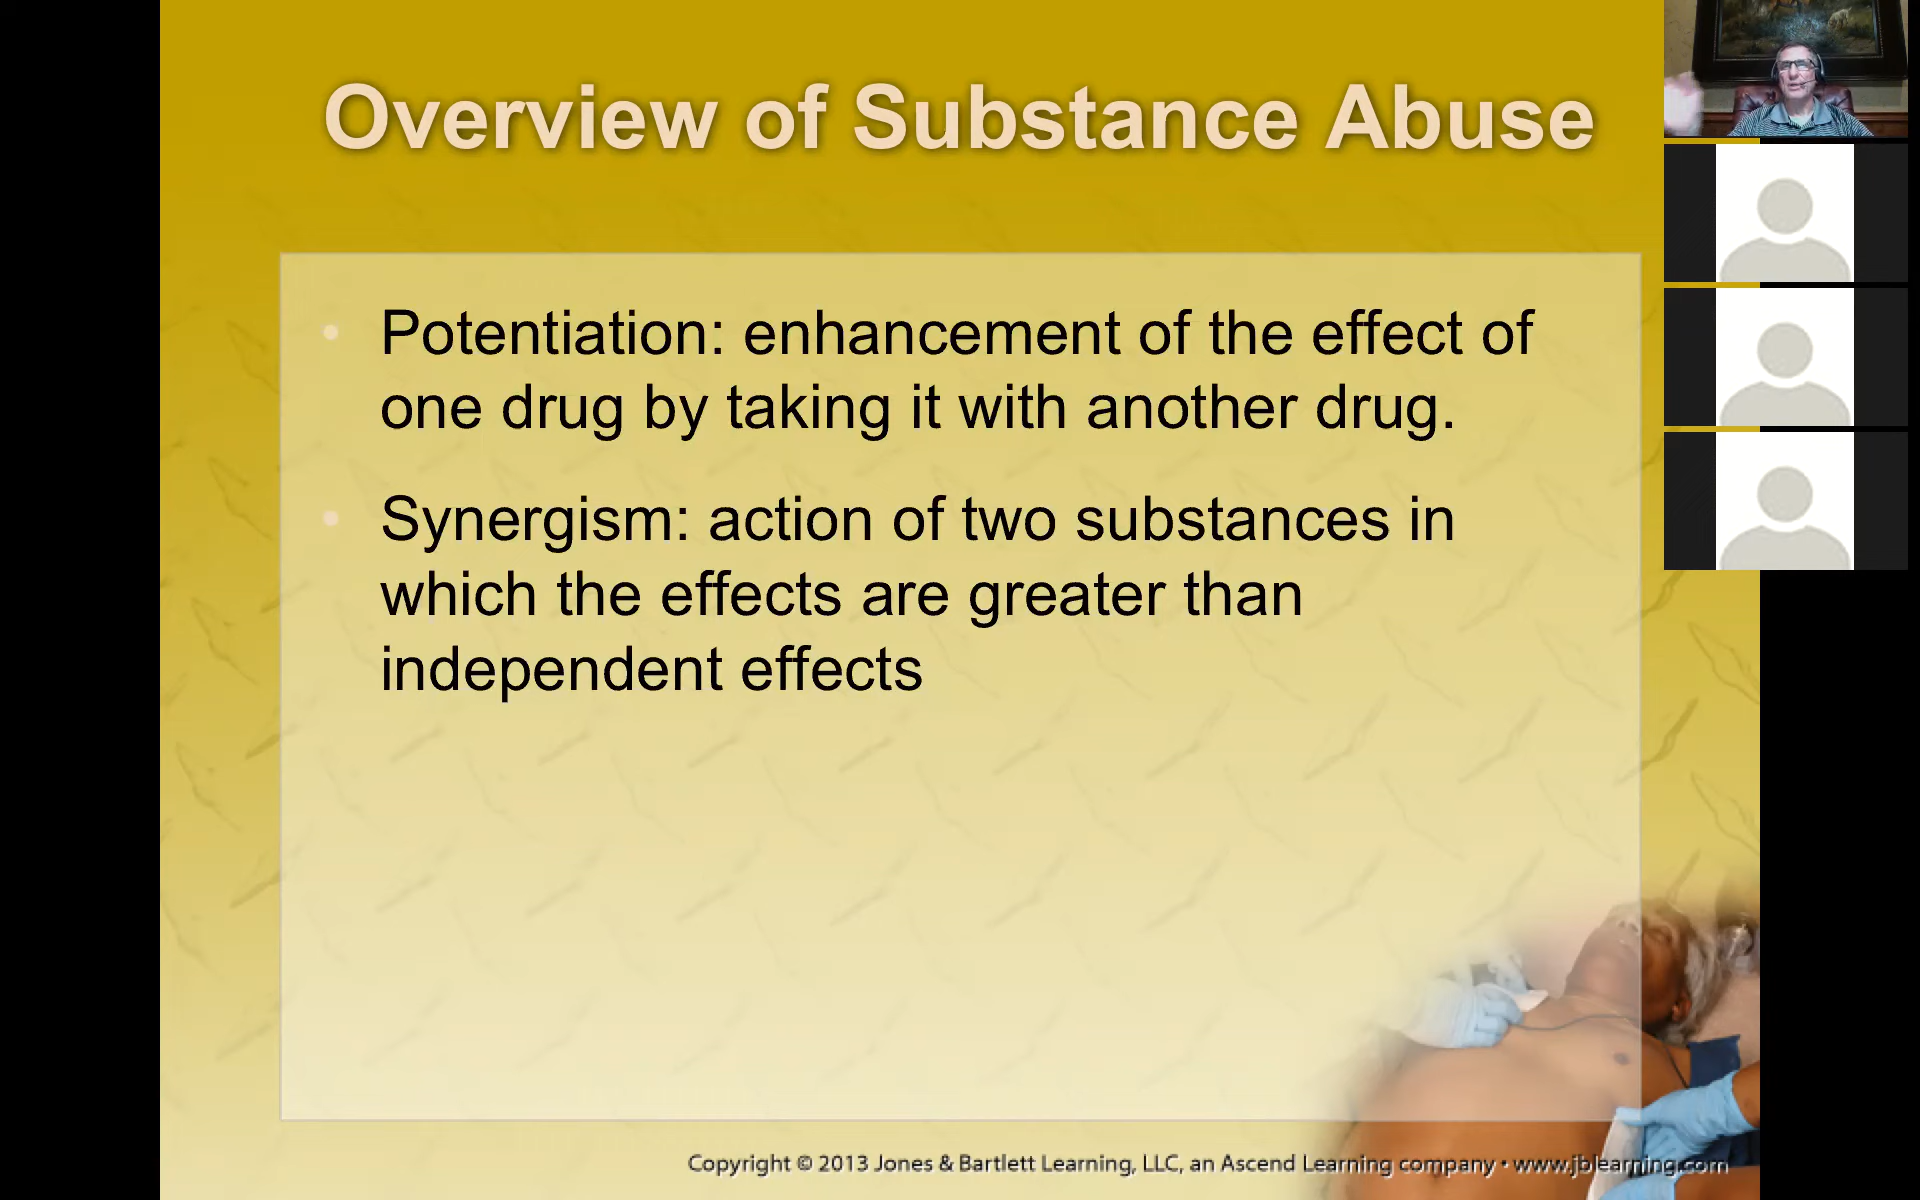 Overview of Substance Abuse
• Potentiation: enhancement of the effect of
one drug by taking it with another drug.
• Synergism: action of two substances in
which the effects are greater than
independent effects
Copyright © 2013 Jones & Bartlett Learning, LLC, an Ascend Learning company • www.jblearning.com